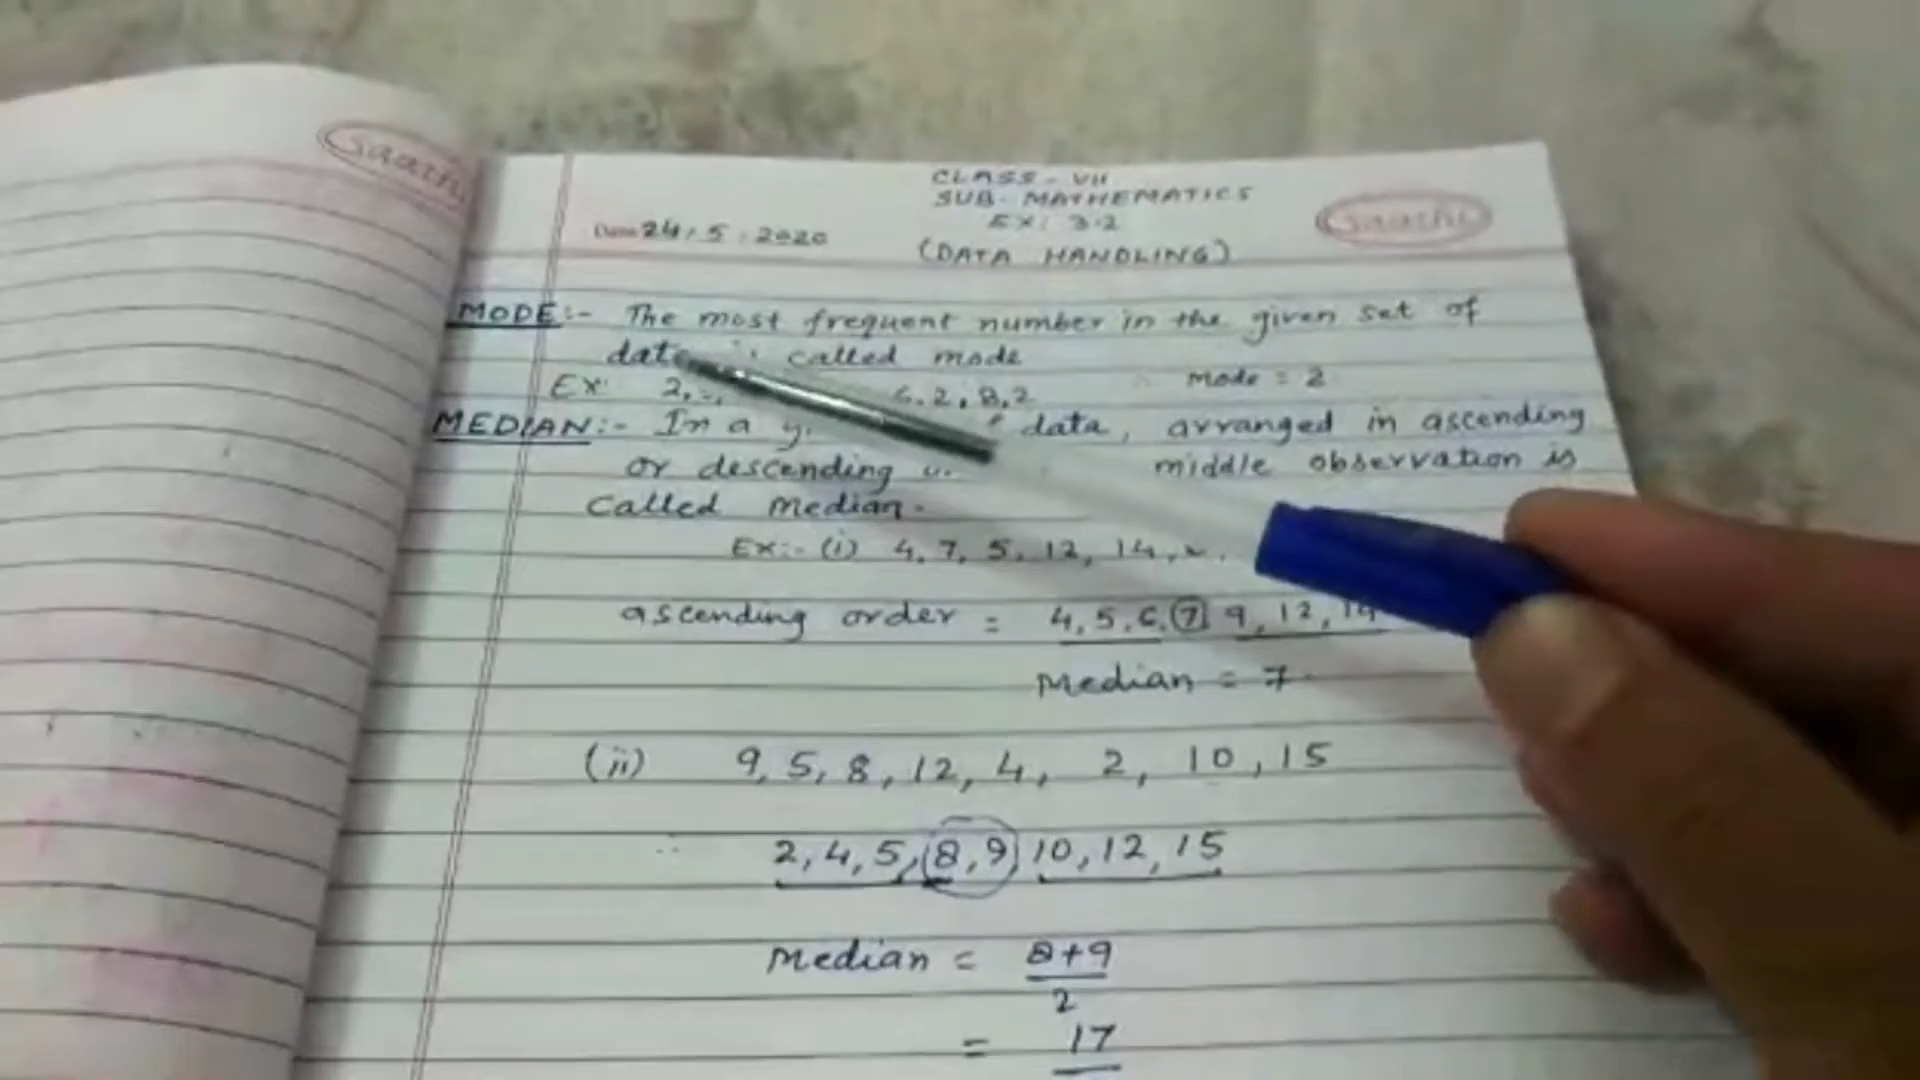 Saathi
CLASS - VII
SUB - MATHEMATICS
EX: 3.2
Saathi
Date 24.5.2020
(DATA HANDLING)
MODE:- The most frequent number in the given set of
called mode
mode = 2
Ex: 2, 6, 2, 8, 2
MEDIAN:- In a data, arranged in ascending
or descending middle observation is
called Median.
Ex:- (i) 4, 7, 5, 12, 14,
ascending order = 4, 5, 6, 7, 9, 12, 14
Median = 7
(ii) 9, 5, 8, 12, 4, 2, 10, 15
2, 4, 5, 8, 9, 10, 12, 15
Median = 8+9
2
= 17